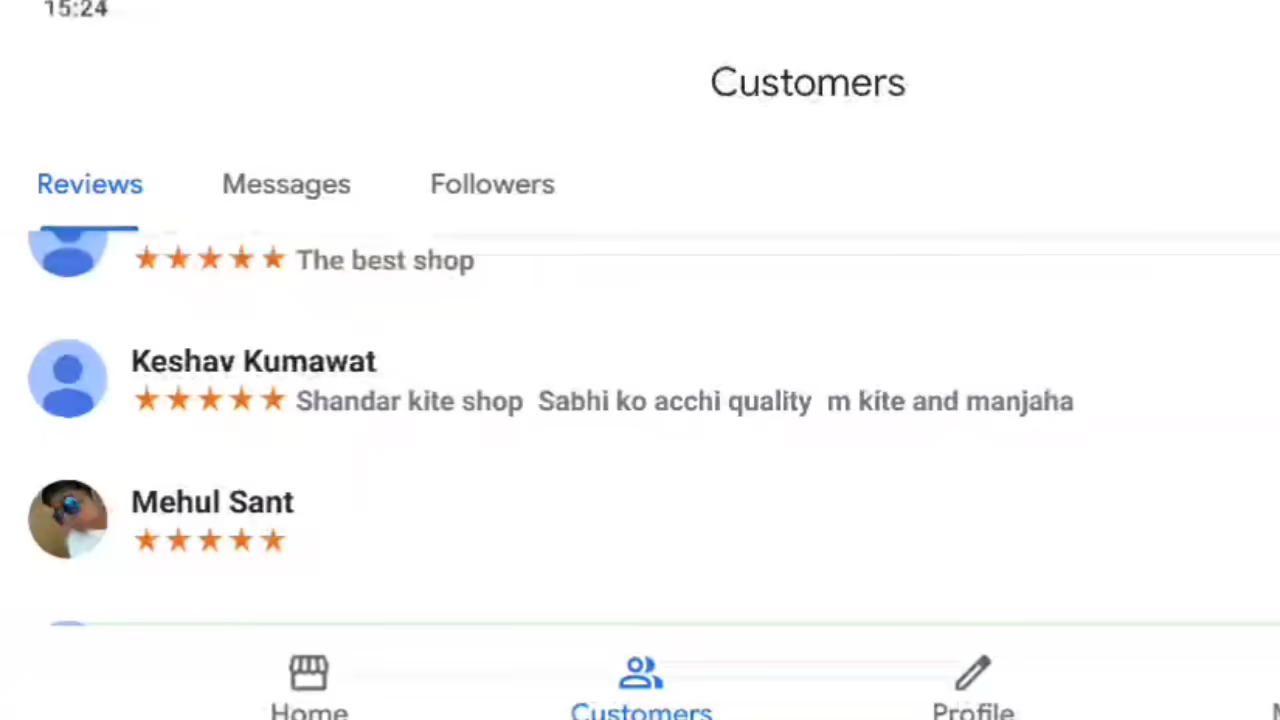 15:24
Customers
Reviews Messages Followers
The best shop
Keshav Kumawat
Shandar kite shop Sabhi ko acchi quality m kite and manjaha
Mehul Sant
Home Customers Profile